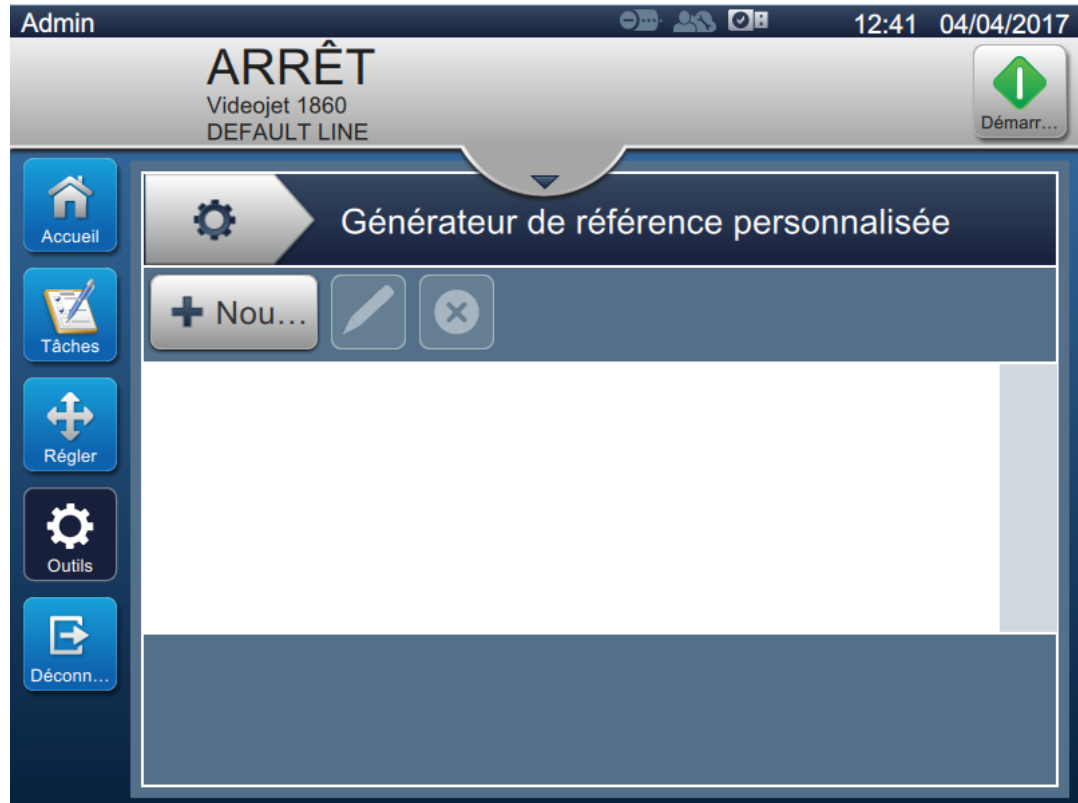 Admin 12:41 04/04/2017
ARRÊT
Videojet 1860
DEFAULT LINE
Démarr...
Accueil
Générateur de référence personnalisée
Nou...
Tâches
Régler
Outils
Déconn...